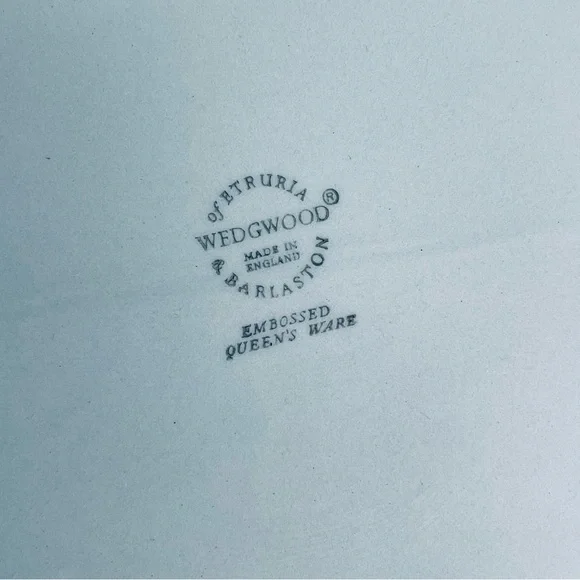 of ETRURIA
WEDGWOOD®
MADE IN
ENGLAND
& BARLASTON
EMBOSSED
QUEEN'S WARE